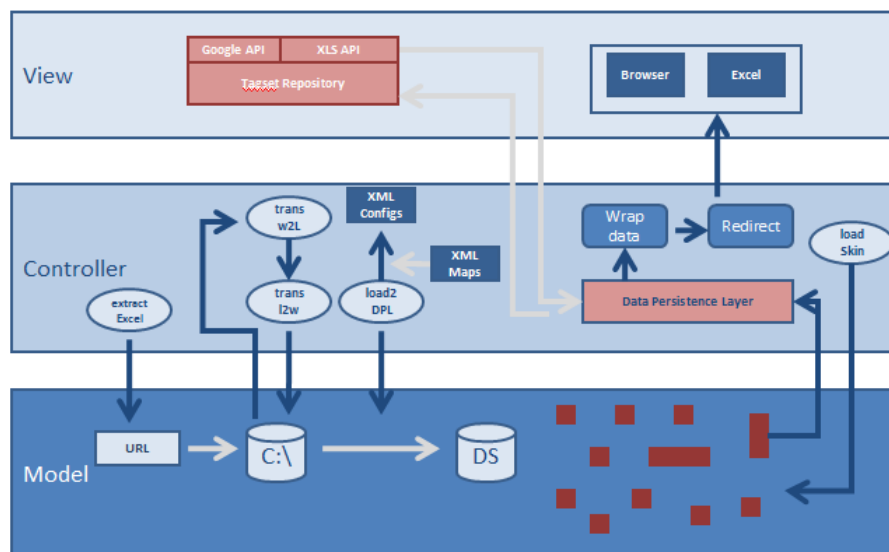 Google API
XLS API
View
Tagset Repository
Browser
Excel
trans
w2L
XML
Configs
Wrap
data
Redirect
load
Skin
Controller
XML
Maps
extract
Excel
trans
l2w
load2
DPL
Data Persistence Layer
URL
C:\
DS
Model